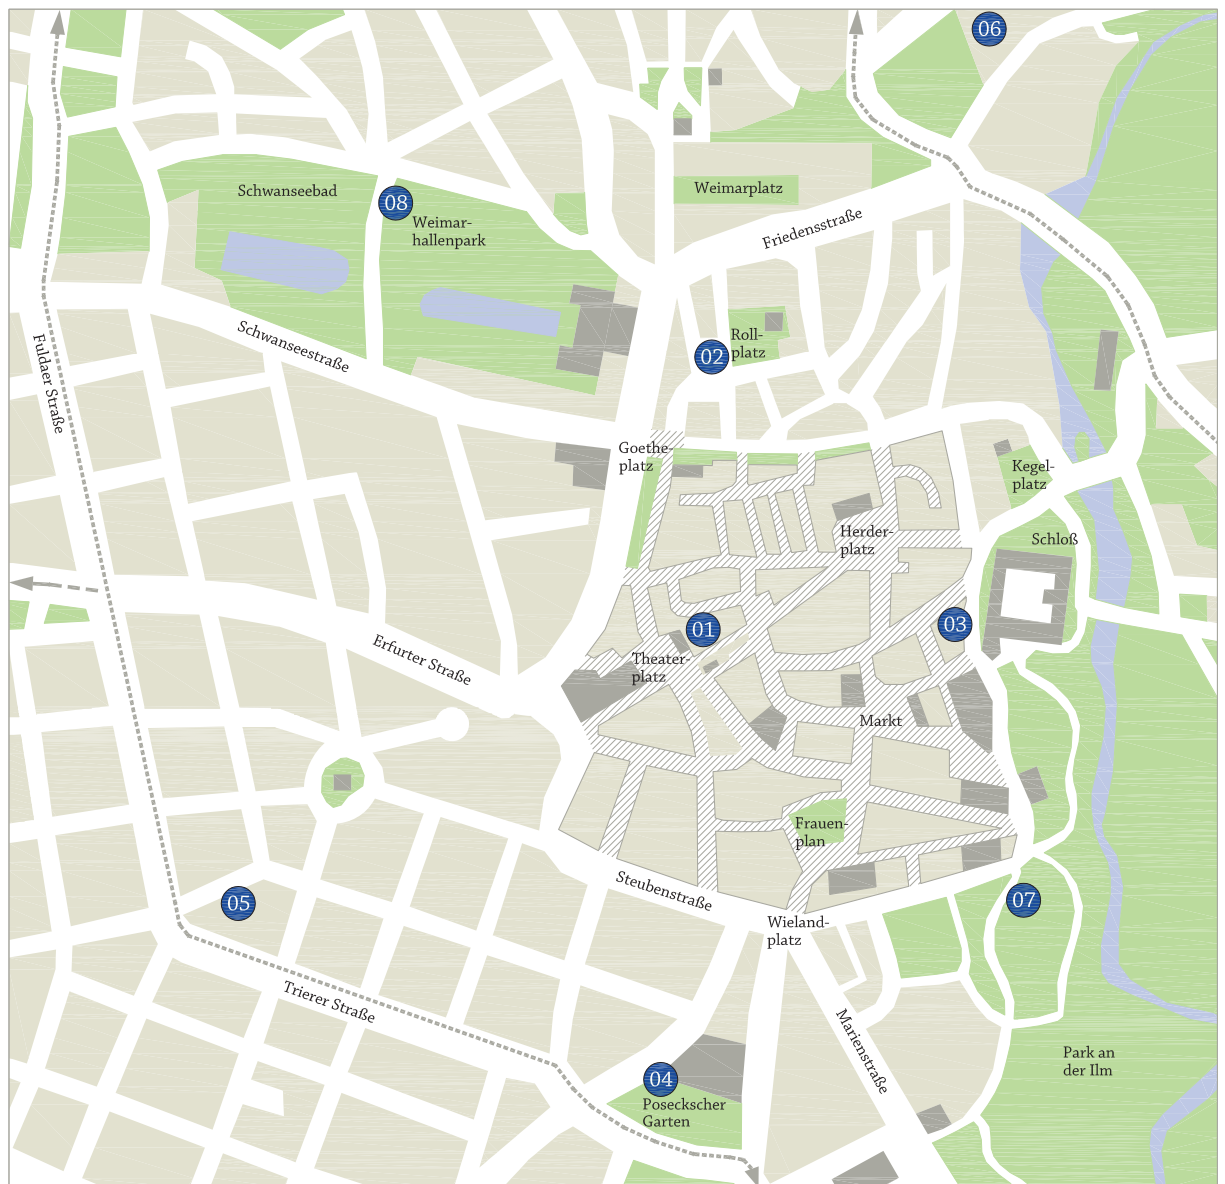 06
Schwanseebad
08
Weimar-
hallenpark
Weimarplatz
Friedensstraße
Schwanseestraße
Fuldaer Straße
Roll-
platz
02
Goethe-
platz
Kegel-
platz
Herder-
platz
Schloß
01
03
Erfurter Straße
Theater-
platz
Markt
Frauen-
plan
Steubenstraße
05
07
Wieland-
platz
Trierer Straße
Marienstraße
04
Poseckscher
Garten
Park an
der Ilm